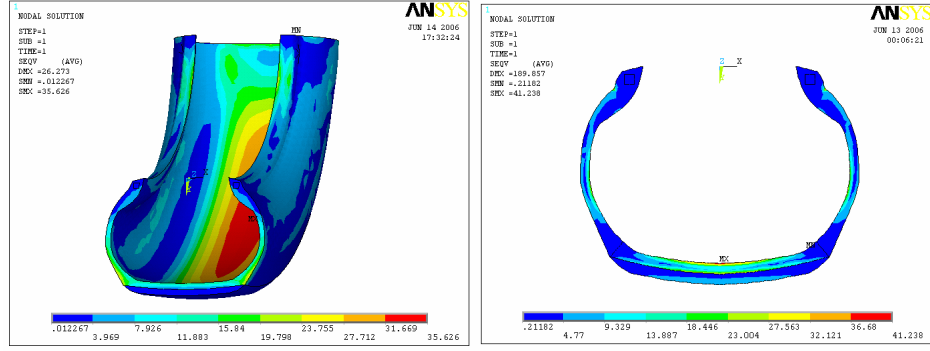 1
ANSYS
NODAL SOLUTION
JUN 14 2006
17:32:24
STEP=1
SUB =1
TIME=1
SEQV (AVG)
DMX =26.273
SMN =.012267
SMX =35.626
MN
Z X
MX
.012267 7.926 15.84 23.755 31.669
3.969 11.883 19.798 27.712 35.626
1
ANSYS
NODAL SOLUTION
JUN 13 2006
00:06:21
STEP=1
SUB =1
TIME=1
SEQV (AVG)
DMX =189.857
SMN =.21182
SMX =41.238
Z X
MN
MX
.21182 9.339 18.446 27.563 36.68
4.77 13.887 23.004 32.121 41.238